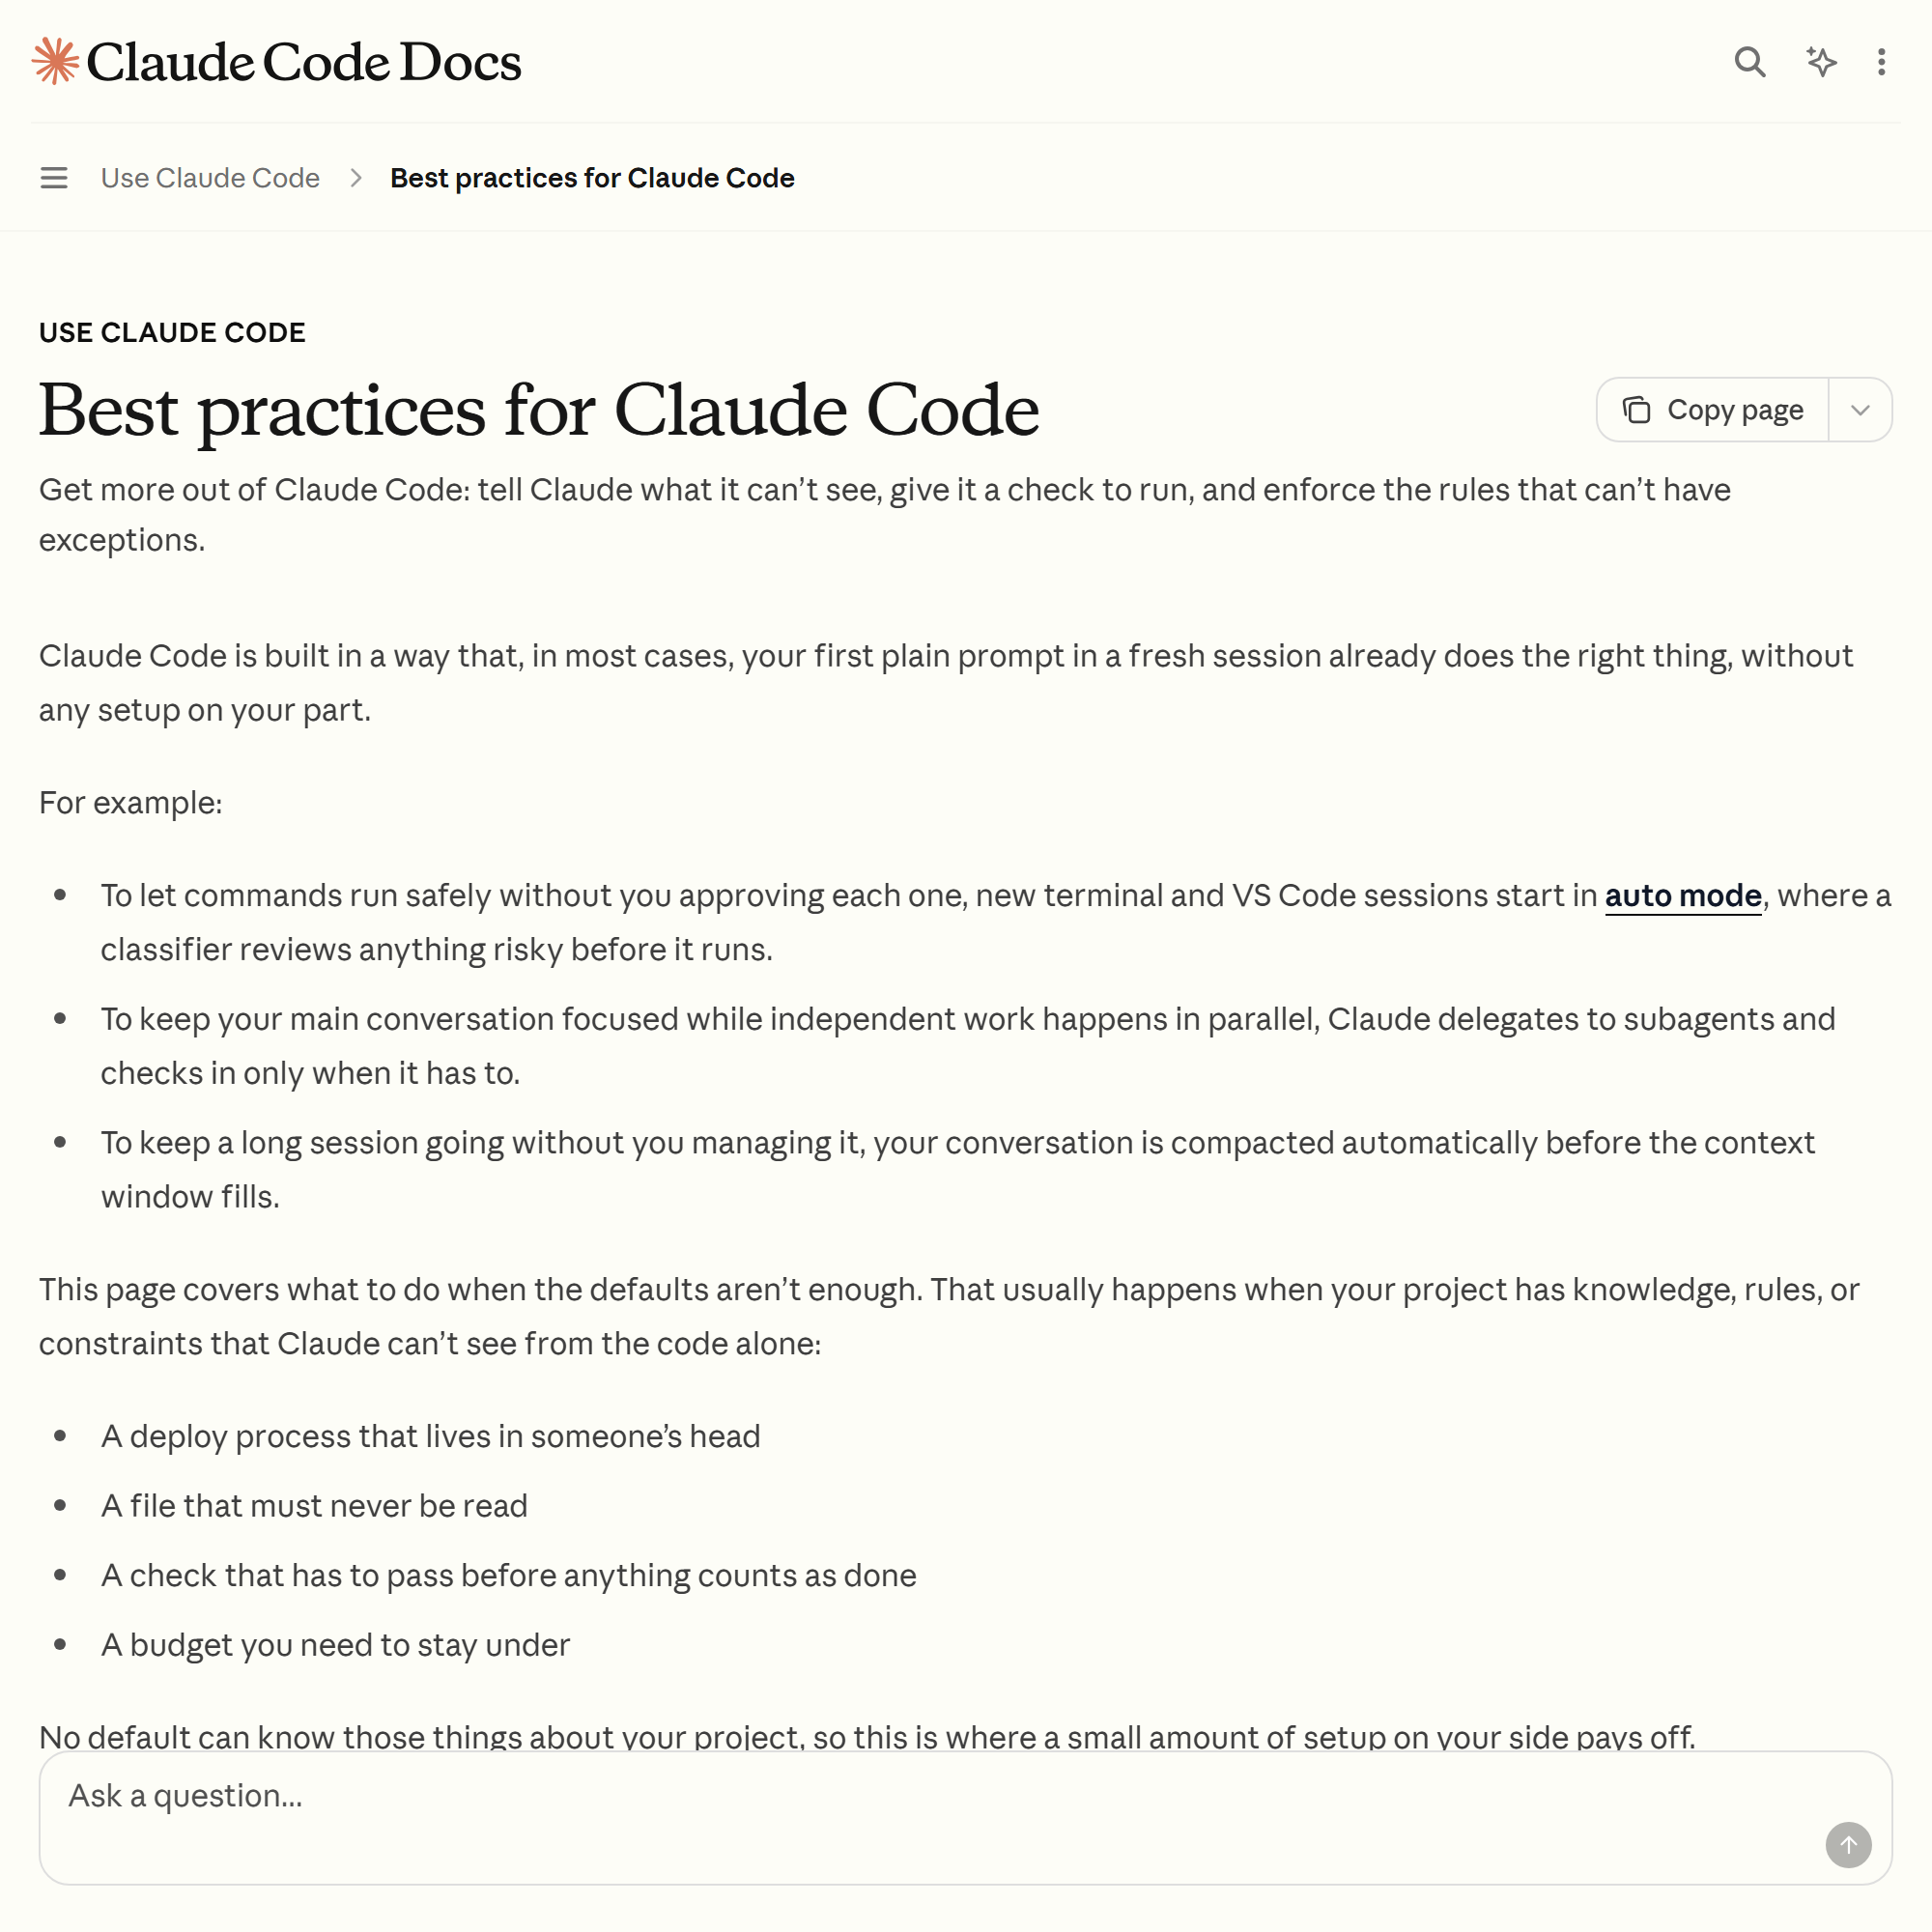 Claude Code Docs
Use Claude Code > Best practices for Claude Code
USE CLAUDE CODE
Best practices for Claude Code
Copy page
Get more out of Claude Code: tell Claude what it can’t see, give it a check to run, and enforce the rules that can’t have
exceptions.
Claude Code is built in a way that, in most cases, your first plain prompt in a fresh session already does the right thing, without
any setup on your part.
For example:
• To let commands run safely without you approving each one, new terminal and VS Code sessions start in auto mode, where a
classifier reviews anything risky before it runs.
• To keep your main conversation focused while independent work happens in parallel, Claude delegates to subagents and
checks in only when it has to.
• To keep a long session going without you managing it, your conversation is compacted automatically before the context
window fills.
This page covers what to do when the defaults aren’t enough. That usually happens when your project has knowledge, rules, or
constraints that Claude can’t see from the code alone:
• A deploy process that lives in someone’s head
• A file that must never be read
• A check that has to pass before anything counts as done
• A budget you need to stay under
No default can know those things about your project, so this is where a small amount of setup on your side pays off.
Ask a question...